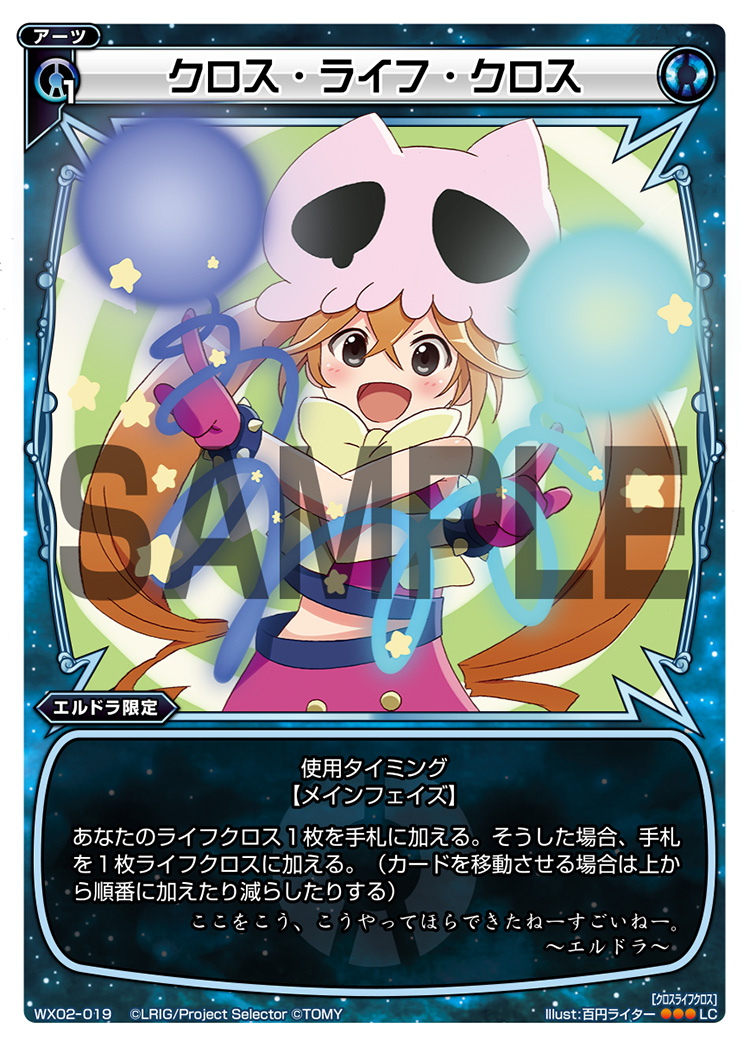 アーツ
1
クロス・ライフ・クロス
SAMPLE
エルドラ限定
使用タイミング
【メインフェイズ】
あなたのライフクロス１枚を手札に加える。そうした場合、手札
を１枚ライフクロスに加える。（カードを移動させる場合は上か
ら順番に加えたり減らしたりする）
ここをこう、こうやってほらできたねーすごいねー。
～エルドラ～
[クロスライフクロス]
WX02-019 ©LRIG/Project Selector ©TOMY Illust:百円ライター LC